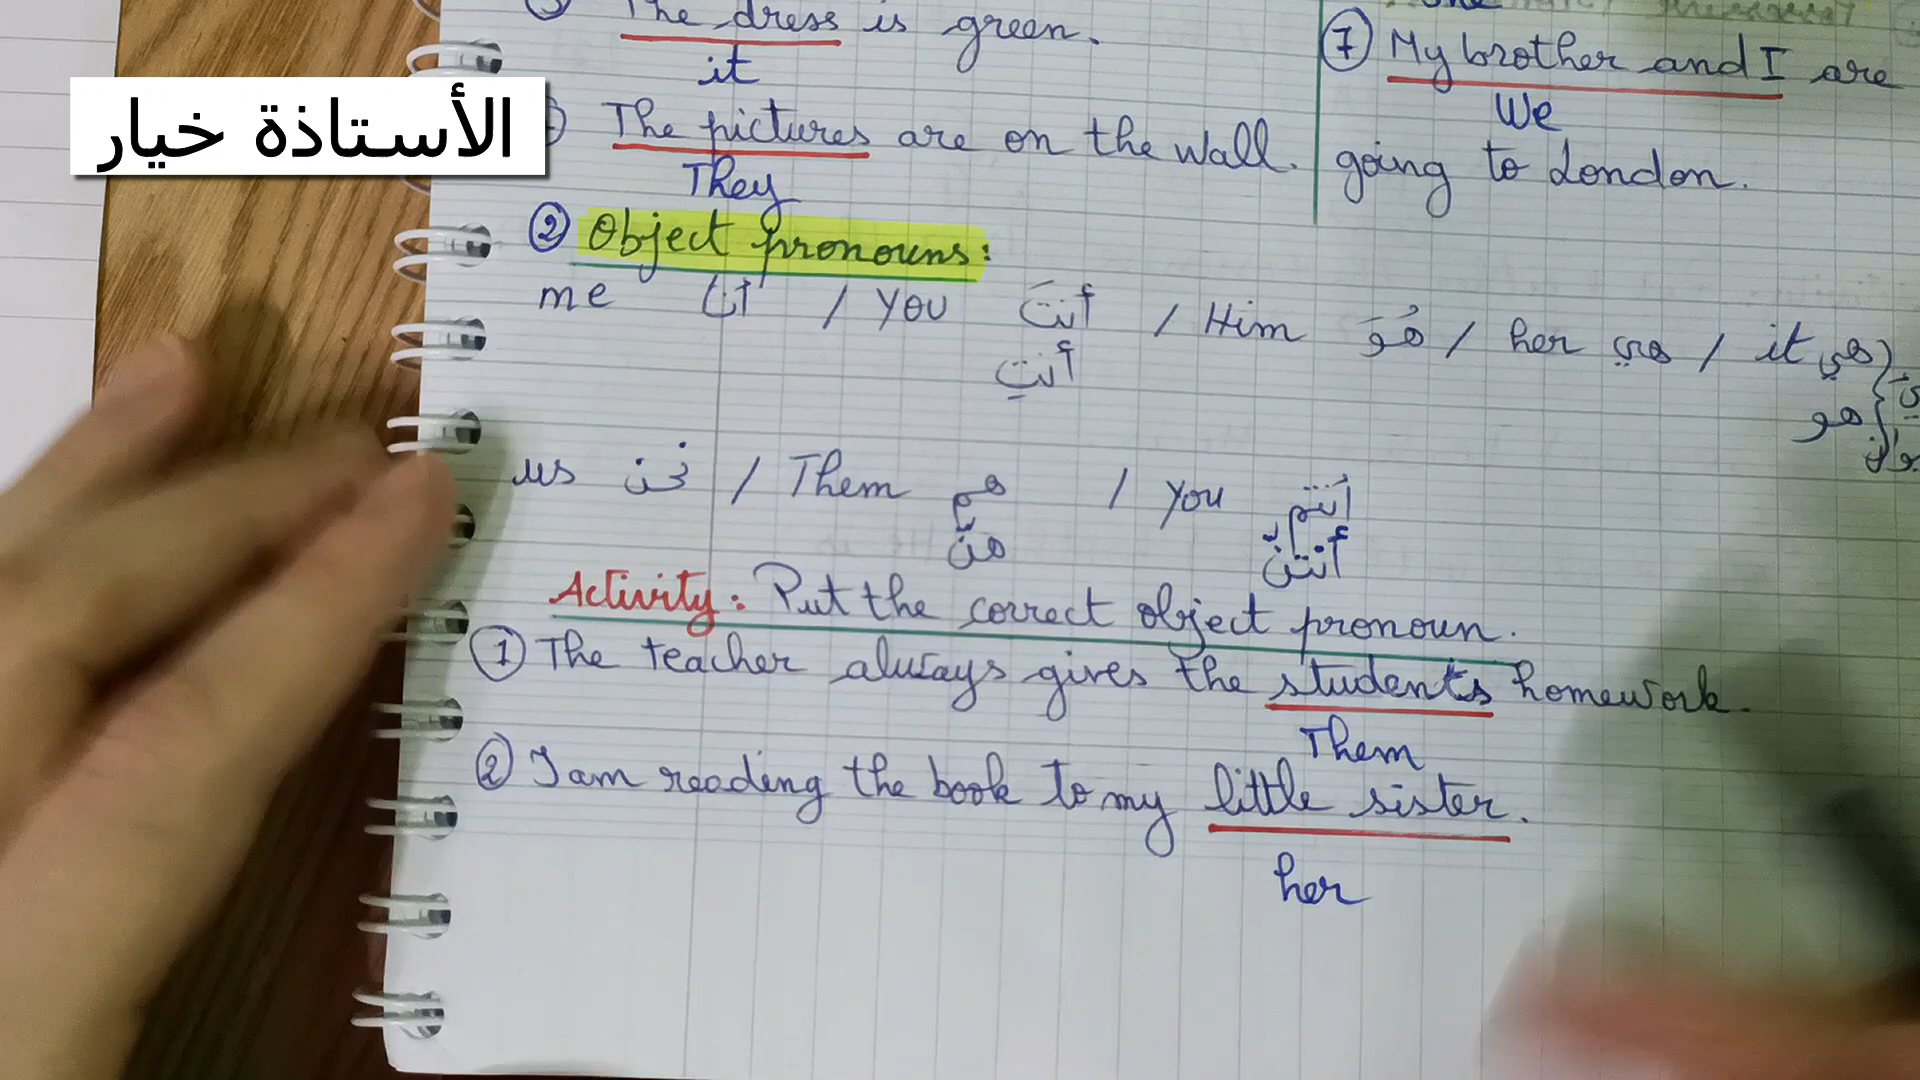 The dress is green.
it
الأستاذة خيار
The pictures are on the wall.
They
⑦ My brother and I are
We
going to London.
② Object pronouns:
me أنا / You أنتَ / Him هُوَ / her هي / it هي
أنتِ
هو
us نحن / Them هم / you أنتم
هنّ أنتن
Activity: Put the correct object pronoun.
① The teacher always gives the students homework.
Them
② I am reading the book to my little sister.
her